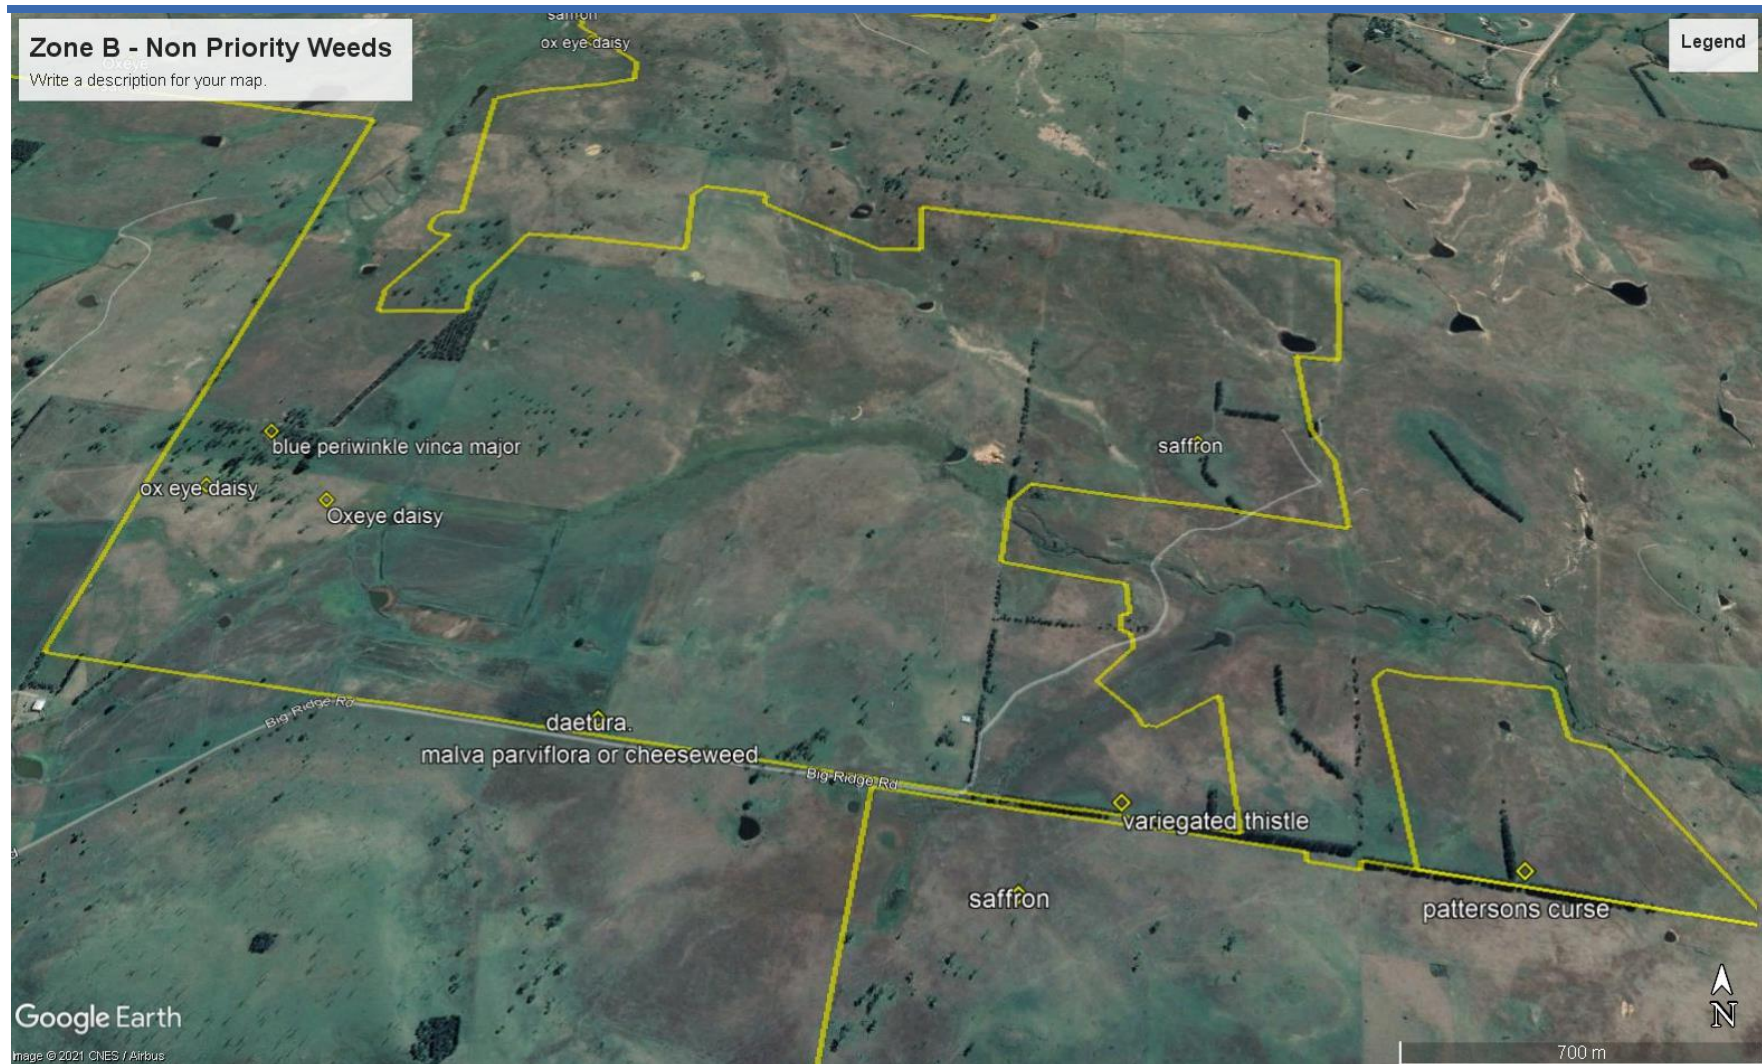 Zone B - Non Priority Weeds
Oxeye
Write a description for your map.
saffron
ox eye daisy
Legend
blue periwinkle vinca major
ox eye daisy
Oxeye daisy
saffron
Big Ridge Rd
daetura.
malva parviflora or cheeseweed
Big Ridge Rd
variegated thistle
saffron
pattersons curse
d
Google Earth
N
Image © 2021 CNES / Airbus
700 m